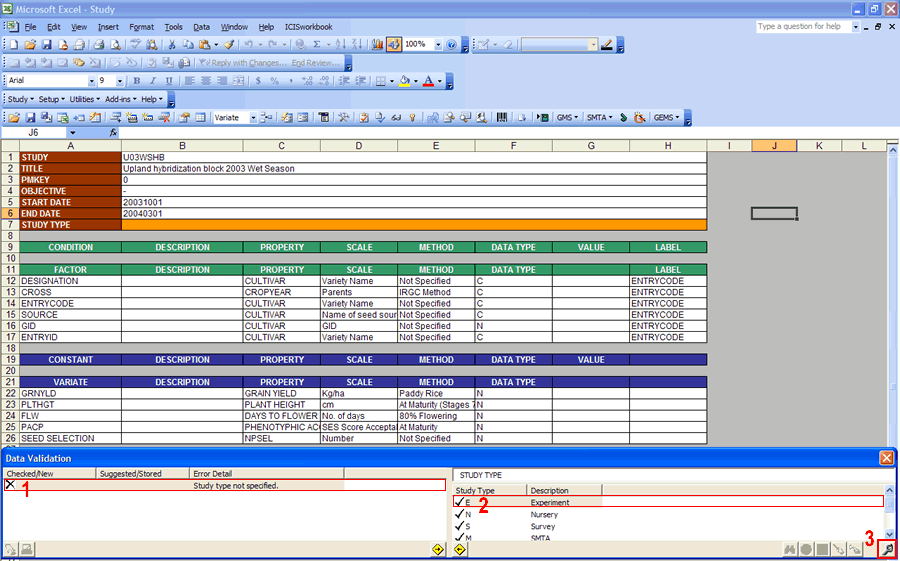 Microsoft Excel - Study
File Edit View Insert Format Tools Data Window Help ICISworkbook
Type a question for help
100%
Reply with Changes... End Review...
Arial 9 B I U
Study Setup Utilities Add-ins Help
Variate GMS SMTA GEMS
J6 fx
A B C D E F G H I J K L
1 STUDY U03WSHB
2 TITLE Upland hybridization block 2003 Wet Season
3 PMKEY 0
4 OBJECTIVE -
5 START DATE 20031001
6 END DATE 20040301
7 STUDY TYPE
8
9 CONDITION DESCRIPTION PROPERTY SCALE METHOD DATA TYPE VALUE LABEL
10
11 FACTOR DESCRIPTION PROPERTY SCALE METHOD DATA TYPE LABEL
12 DESIGNATION CULTIVAR Variety Name Not Specified C ENTRYCODE
13 CROSS CROPYEAR Parents IRGC Method C ENTRYCODE
14 ENTRYCODE CULTIVAR Variety Name Not Specified C ENTRYCODE
15 SOURCE CULTIVAR Name of seed sour Not Specified C ENTRYCODE
16 GID CULTIVAR GID Not Specified N ENTRYCODE
17 ENTRYID CULTIVAR Variety Name Not Specified N ENTRYCODE
18
19 CONSTANT DESCRIPTION PROPERTY SCALE METHOD DATA TYPE VALUE
20
21 VARIATE DESCRIPTION PROPERTY SCALE METHOD DATA TYPE
22 GRNYLD GRAIN YIELD Kg/ha Paddy Rice N
23 PLTHGT PLANT HEIGHT cm At Maturity (Stages 7 N
24 FLW DAYS TO FLOWER No. of days 80% Flowering N
25 PACP PHENOTYPHIC ACC SES Score Accepta At Maturity N
26 SEED SELECTION NPSEL Number Not Specified N
Data Validation
Checked/New Suggested/Stored Error Detail
1 Study type not specified.
STUDY TYPE
Study Type Description
E 2 Experiment
N Nursery
S Survey
M SMTA
3